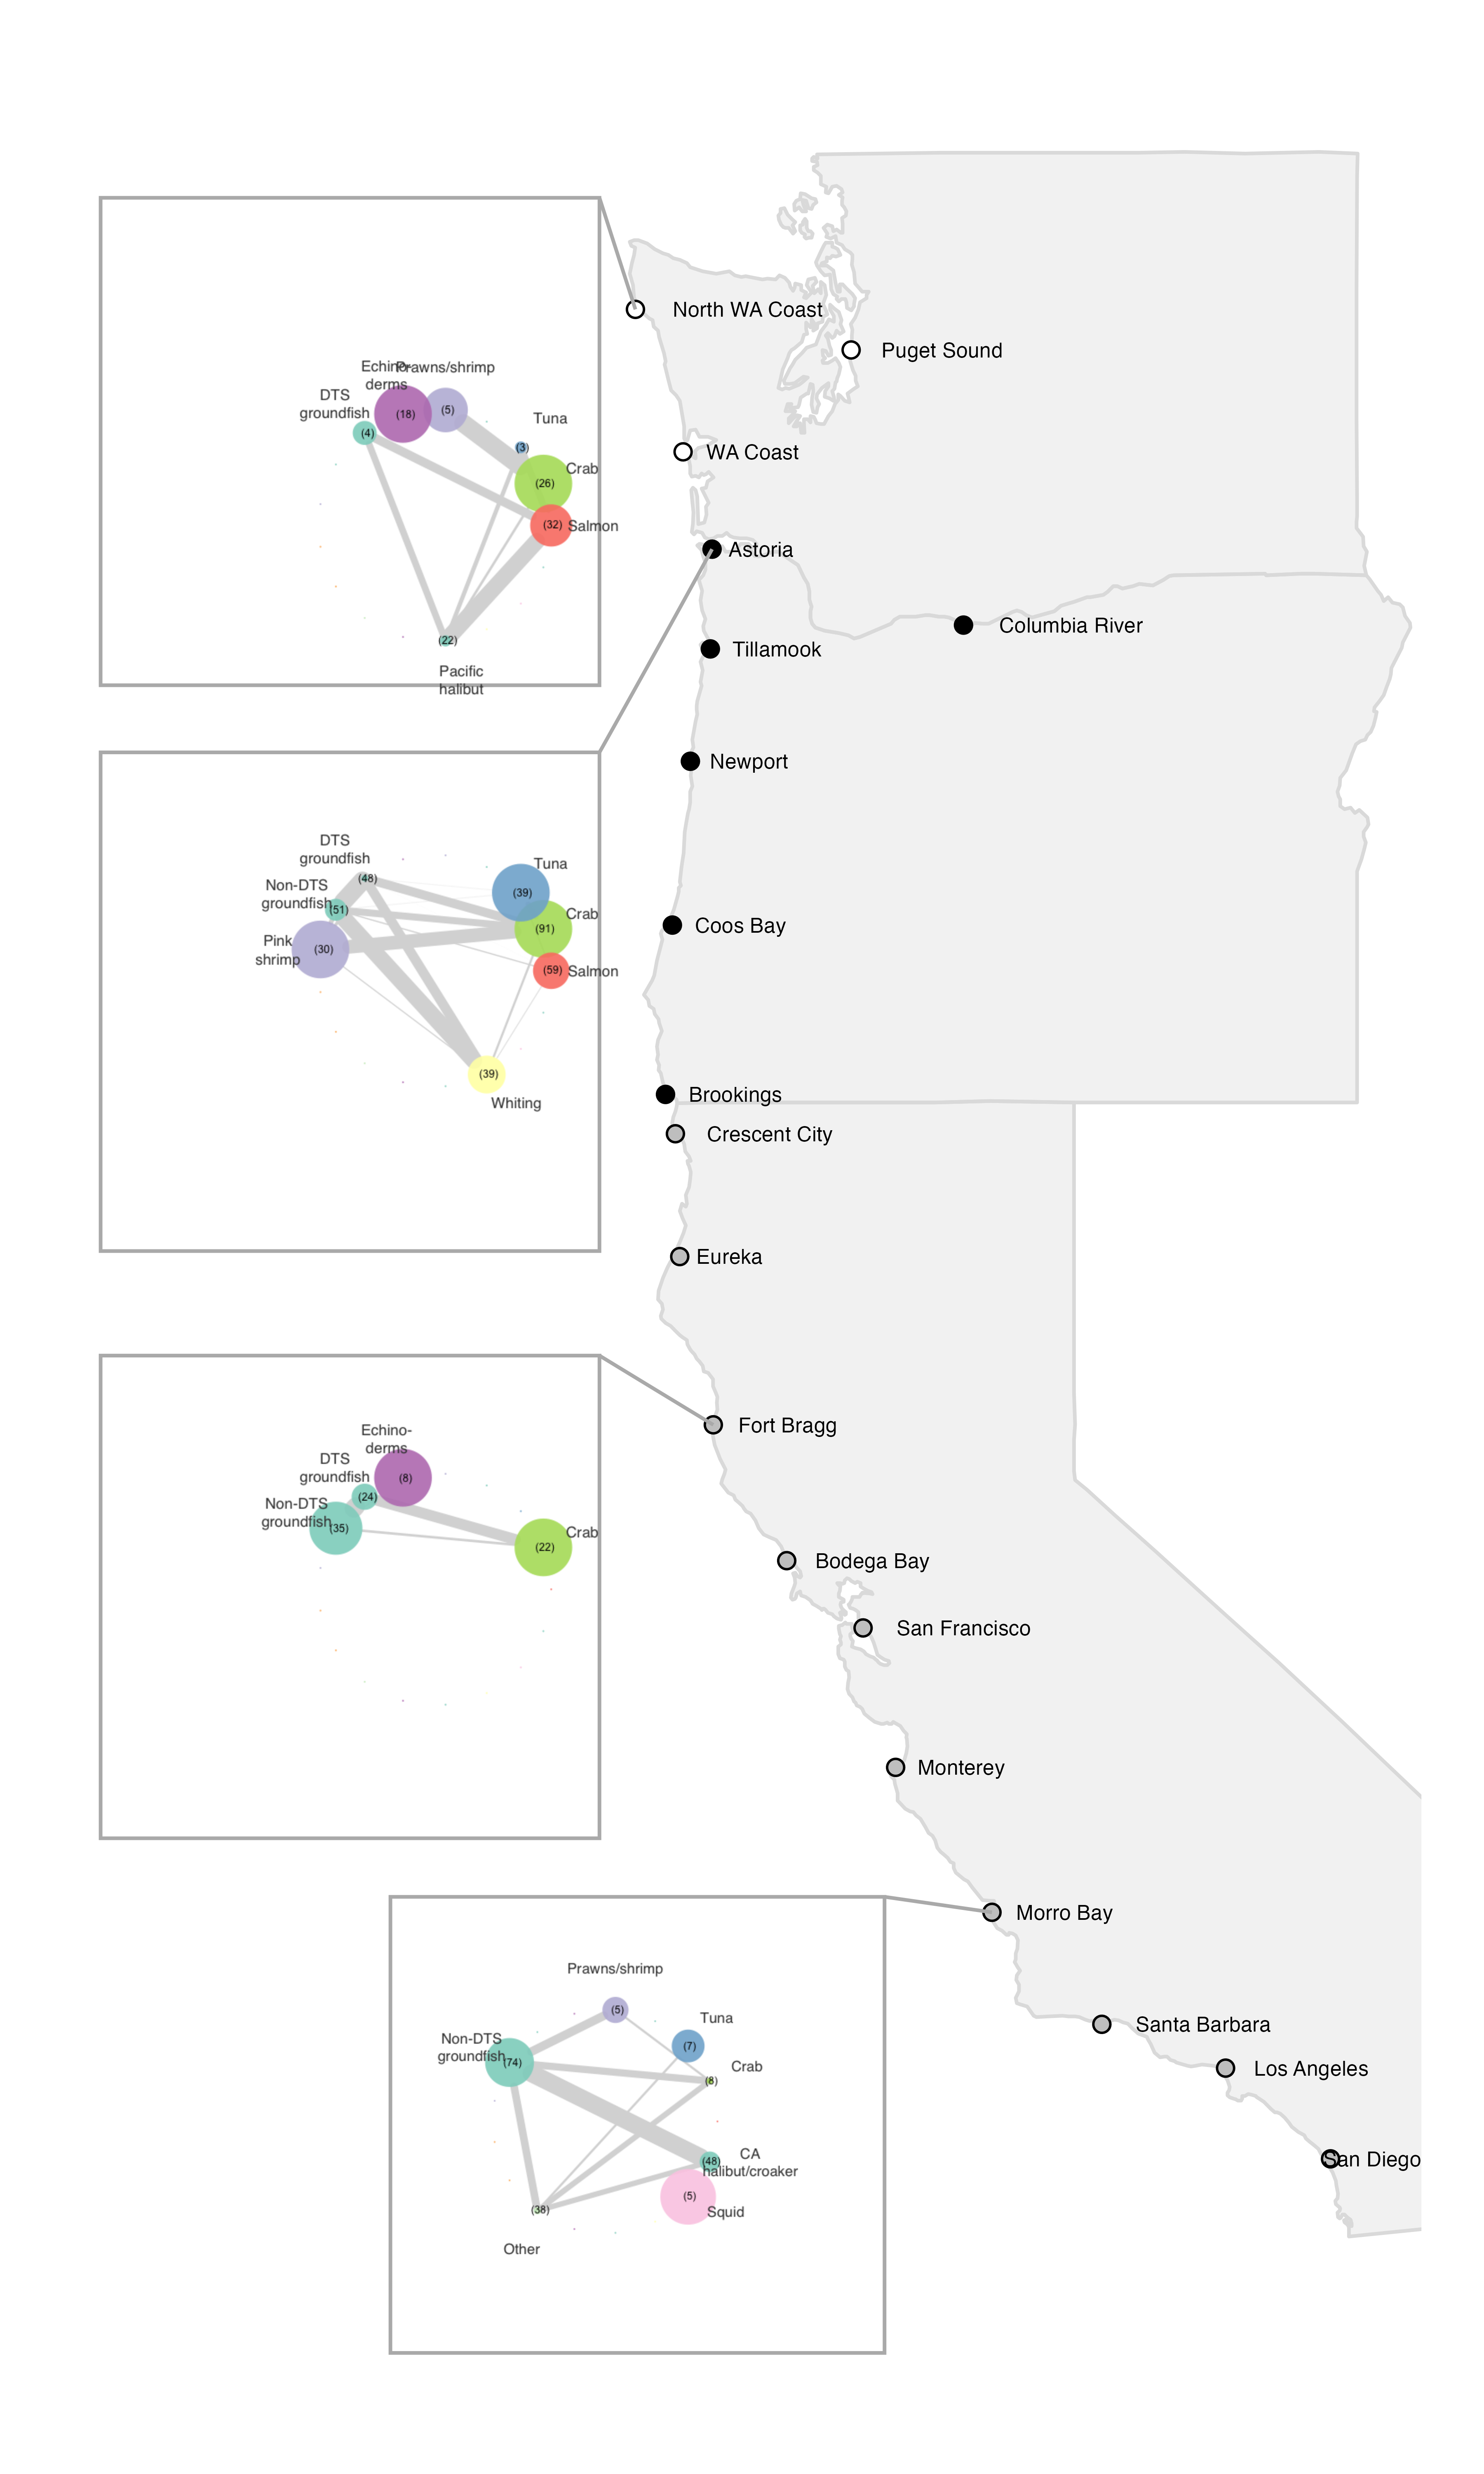 North WA Coast
Puget Sound
WA Coast
Astoria
Columbia River
Tillamook
Newport
Coos Bay
Brookings
Crescent City
Eureka
Fort Bragg
Bodega Bay
San Francisco
Monterey
Morro Bay
Santa Barbara
Los Angeles
San Diego
Echino-
derms
(18)
Prawns/shrimp
(5)
DTS
groundfish
(4)
Tuna
(3)
Crab
(26)
Salmon
(32)
(22)
Pacific
halibut
DTS
groundfish
(48)
Non-DTS
groundfish
(51)
Pink
shrimp
(30)
Tuna
(39)
Crab
(91)
Salmon
(59)
(39)
Whiting
Echino-
derms
(8)
DTS
groundfish
(24)
Non-DTS
groundfish
(35)
Crab
(22)
Prawns/shrimp
(5)
Tuna
(7)
Non-DTS
groundfish
(74)
Crab
(8)
CA
halibut/croaker
(48)
(5)
Squid
(38)
Other